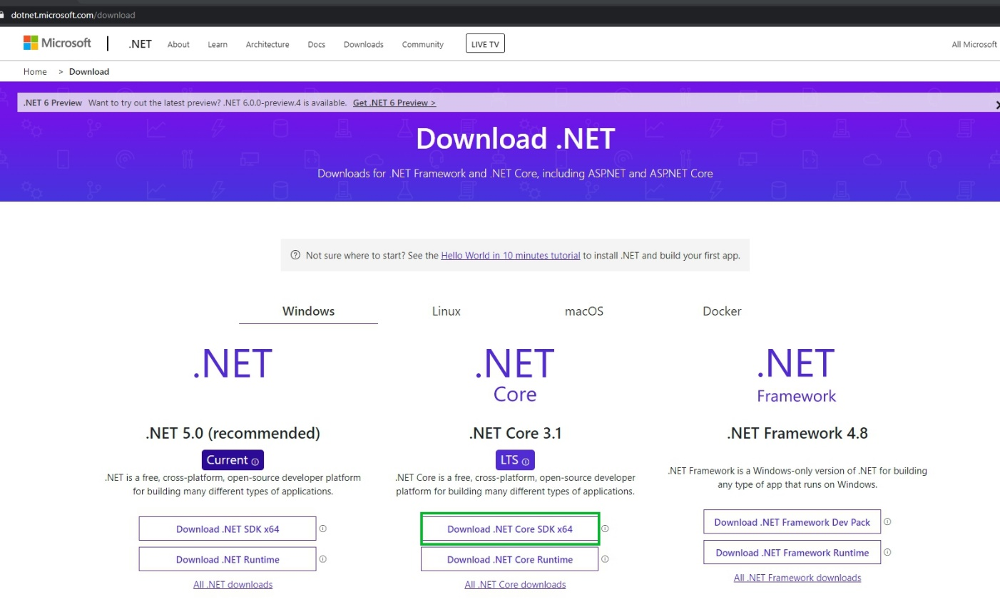 dotnet.microsoft.com/download
Microsoft | .NET About Learn Architecture Docs Downloads Community LIVE TV All Microsoft
Home > Download
.NET 6 Preview Want to try out the latest preview? .NET 6.0.0-preview.4 is available. Get .NET 6 Preview >
Download .NET
Downloads for .NET Framework and .NET Core, including ASP.NET and ASP.NET Core
Not sure where to start? See the Hello World in 10 minutes tutorial to install .NET and build your first app.
Windows Linux macOS Docker
.NET
.NET 5.0 (recommended)
Current
.NET is a free, cross-platform, open-source developer platform
for building many different types of applications.
Download .NET SDK x64
Download .NET Runtime
All .NET downloads
.NET
Core
.NET Core 3.1
LTS
.NET Core is a free, cross-platform, open-source developer
platform for building many different types of applications.
Download .NET Core SDK x64
Download .NET Core Runtime
All .NET Core downloads
.NET
Framework
.NET Framework 4.8
.NET Framework is a Windows-only version of .NET for building
any type of app that runs on Windows.
Download .NET Framework Dev Pack
Download .NET Framework Runtime
All .NET Framework downloads